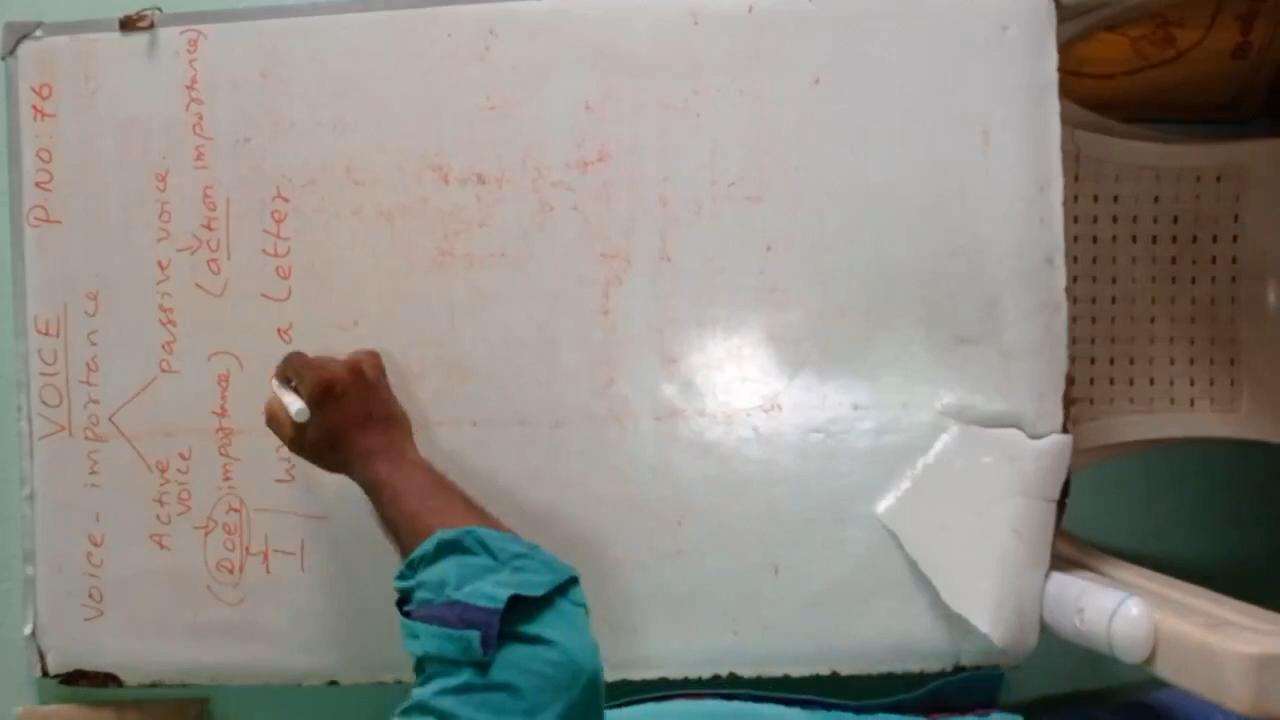 VOICE P.NO:76
Voice - importance
Active voice passive voice.
(Doer importance) (action importance)
I a Letter.